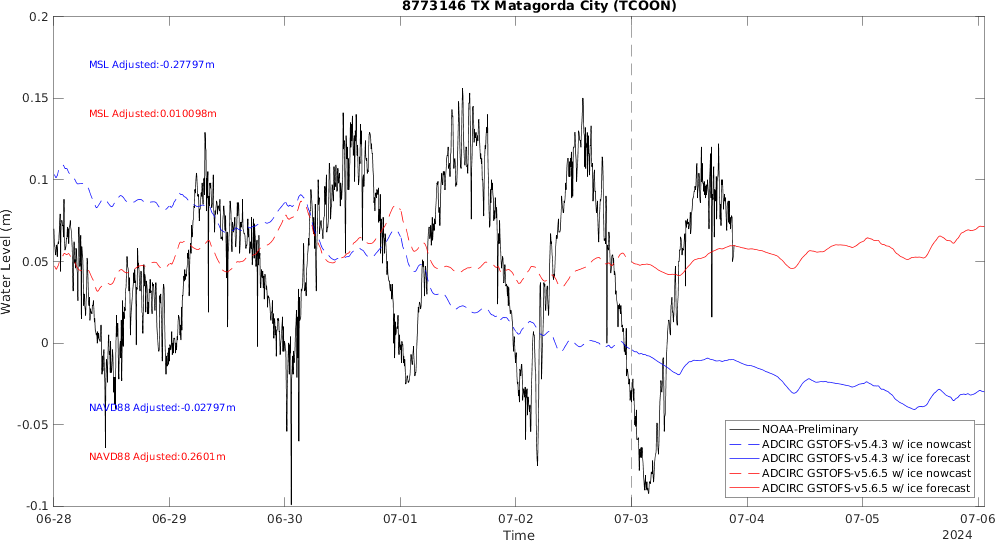 8773146 TX Matagorda City (TCOON)
0.2
0.15
0.1
0.05
0
-0.05
-0.1
Water Level (m)
MSL Adjusted:-0.27797m
MSL Adjusted:0.010098m
NAVD88 Adjusted:-0.02797m
NAVD88 Adjusted:0.2601m
NOAA-Preliminary
ADCIRC GSTOFS-v5.4.3 w/ ice nowcast
ADCIRC GSTOFS-v5.4.3 w/ ice forecast
ADCIRC GSTOFS-v5.6.5 w/ ice nowcast
ADCIRC GSTOFS-v5.6.5 w/ ice forecast
06-28 06-29 06-30 07-01 07-02 07-03 07-04 07-05 07-06
Time
2024